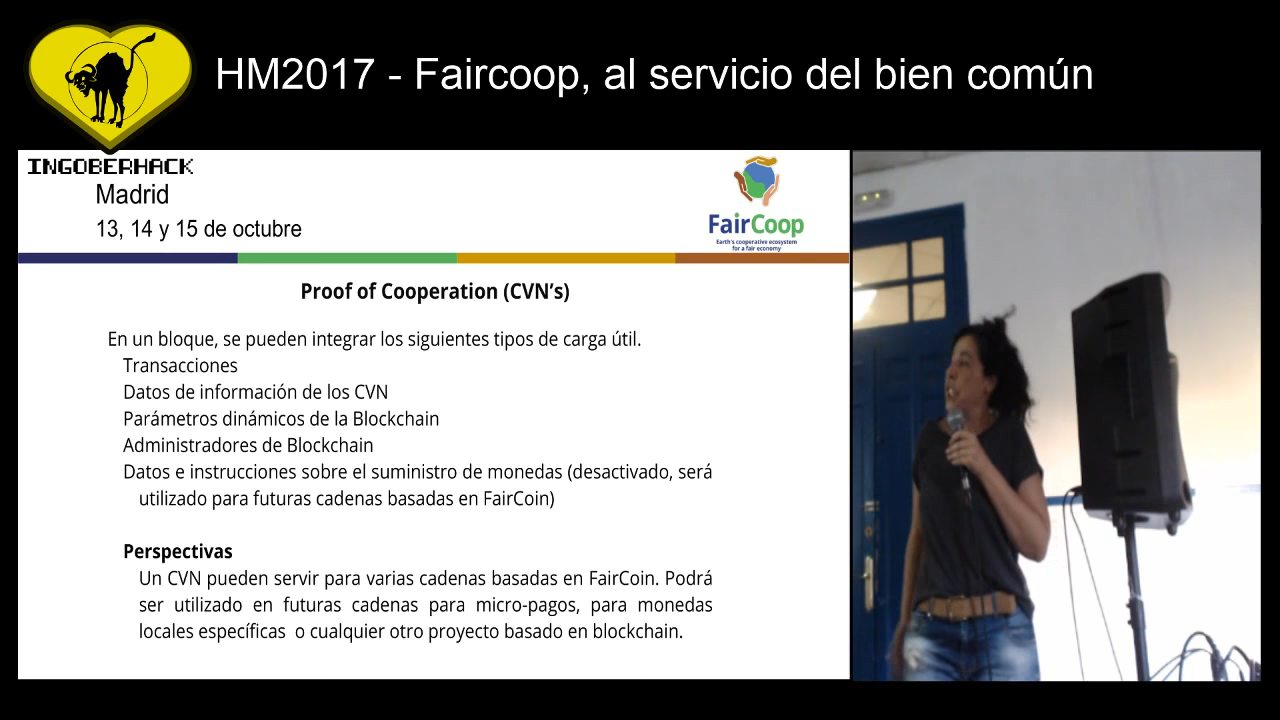 HM2017 - Faircoop, al servicio del bien común
INGOBERHACK
Madrid
13, 14 y 15 de octubre
FairCoop
Earth's cooperative ecosystem
for a fair economy
Proof of Cooperation (CVN’s)
En un bloque, se pueden integrar los siguientes tipos de carga útil.
Transacciones
Datos de información de los CVN
Parámetros dinámicos de la Blockchain
Administradores de Blockchain
Datos e instrucciones sobre el suministro de monedas (desactivado, será
utilizado para futuras cadenas basadas en FairCoin)
Perspectivas
Un CVN pueden servir para varias cadenas basadas en FairCoin. Podrá
ser utilizado en futuras cadenas para micro-pagos, para monedas
locales específicas o cualquier otro proyecto basado en blockchain.